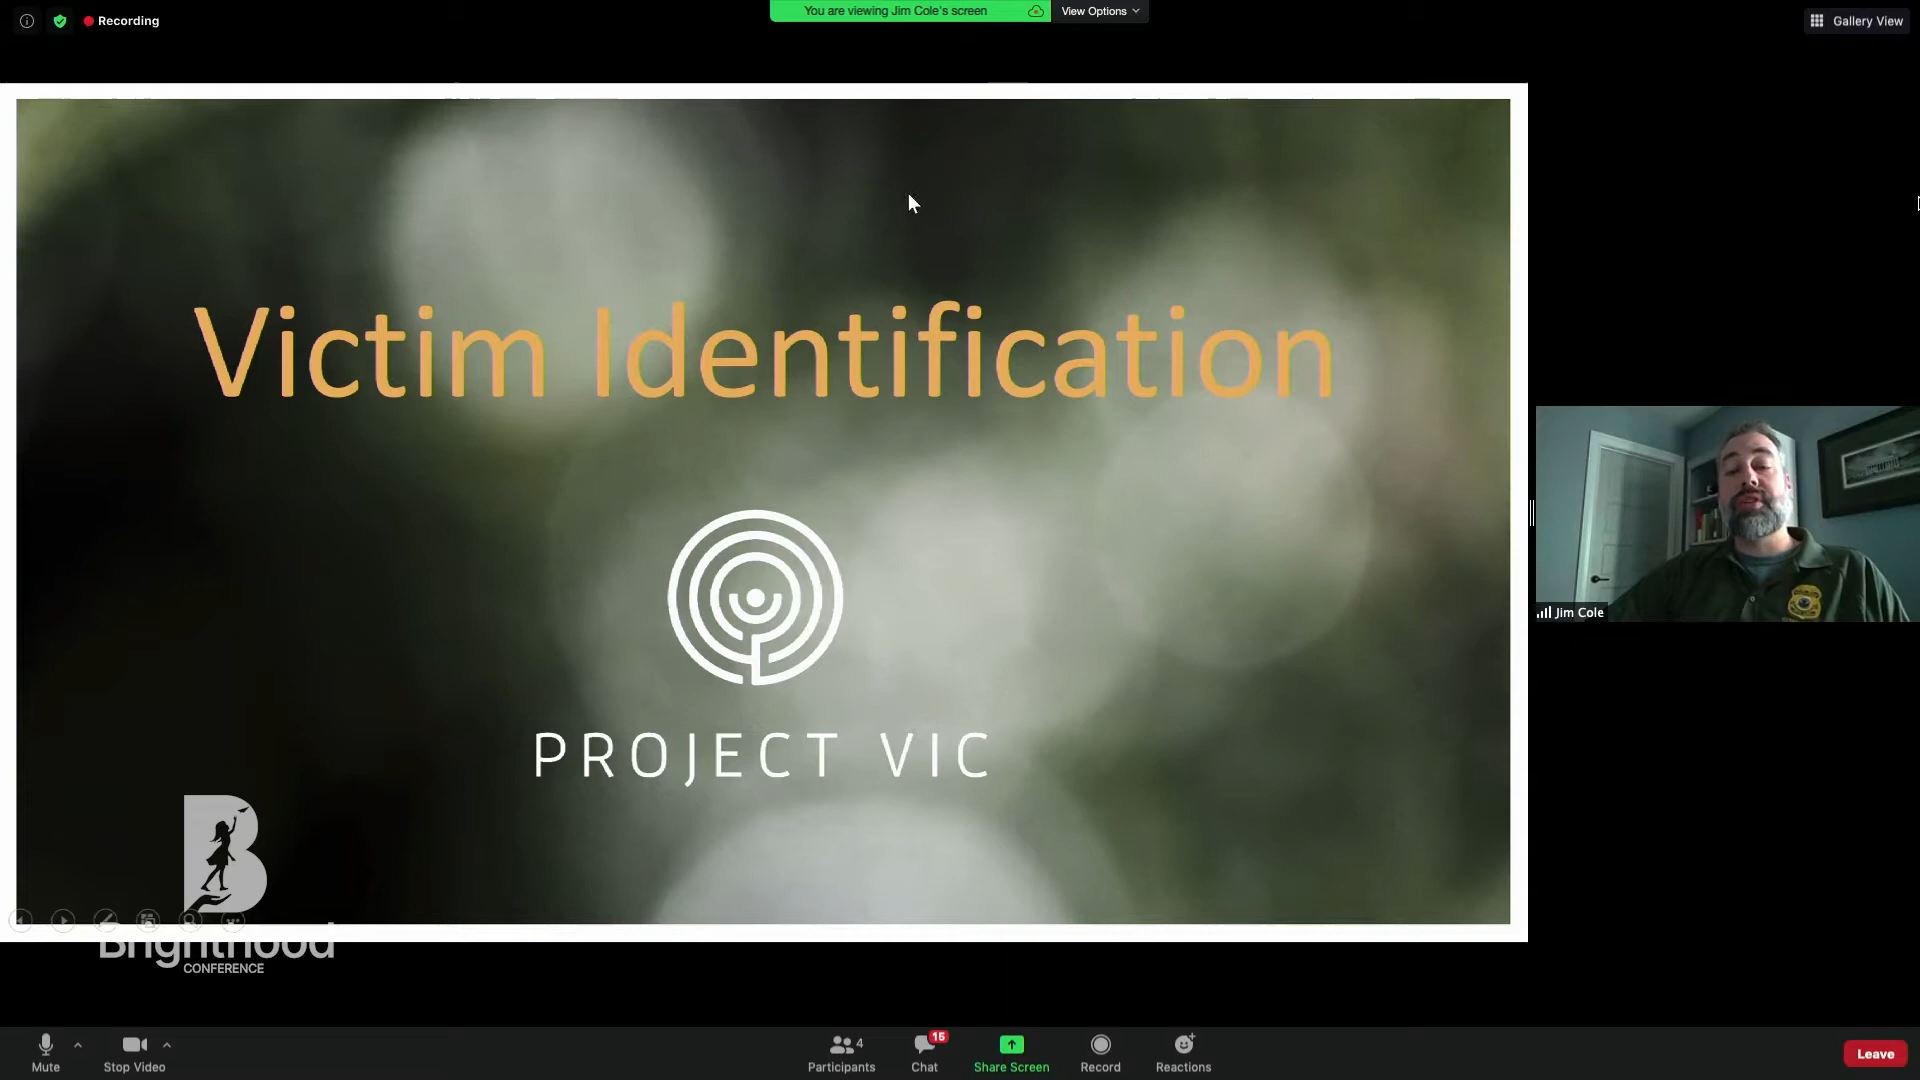 Recording
You are viewing Jim Cole's screen
View Options
Gallery View
Victim Identification
PROJECT VIC
Jim Cole
B
Brighthood
CONFERENCE
Mute
Stop Video
4
Participants
15
Chat
Share Screen
Record
Reactions
Leave